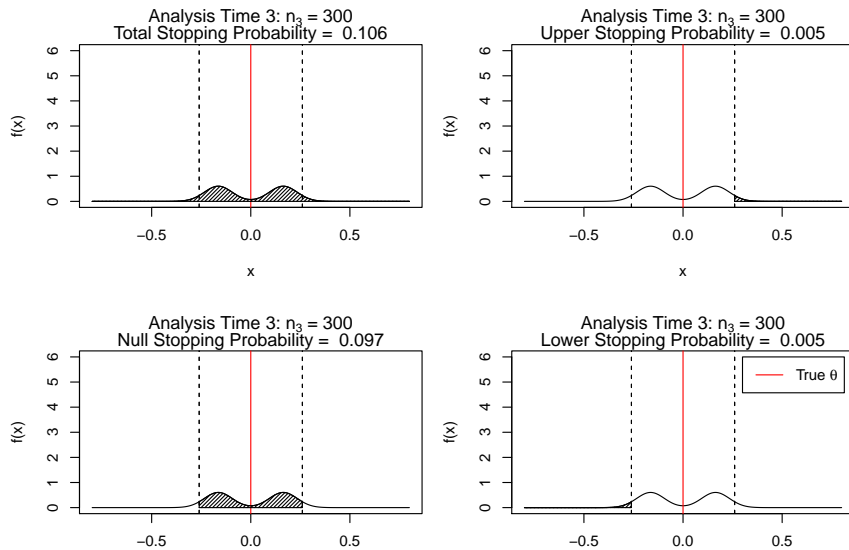 Analysis Time 3: n₃ = 300
Total Stopping Probability = 0.106
6
5
4
3
2
1
0
f(x)
−0.5
0.0
0.5
x
Analysis Time 3: n₃ = 300
Upper Stopping Probability = 0.005
6
5
4
3
2
1
0
f(x)
−0.5
0.0
0.5
x
Analysis Time 3: n₃ = 300
Null Stopping Probability = 0.097
6
5
4
3
2
1
0
f(x)
−0.5
0.0
0.5
Analysis Time 3: n₃ = 300
Lower Stopping Probability = 0.005
True θ
6
5
4
3
2
1
0
f(x)
−0.5
0.0
0.5